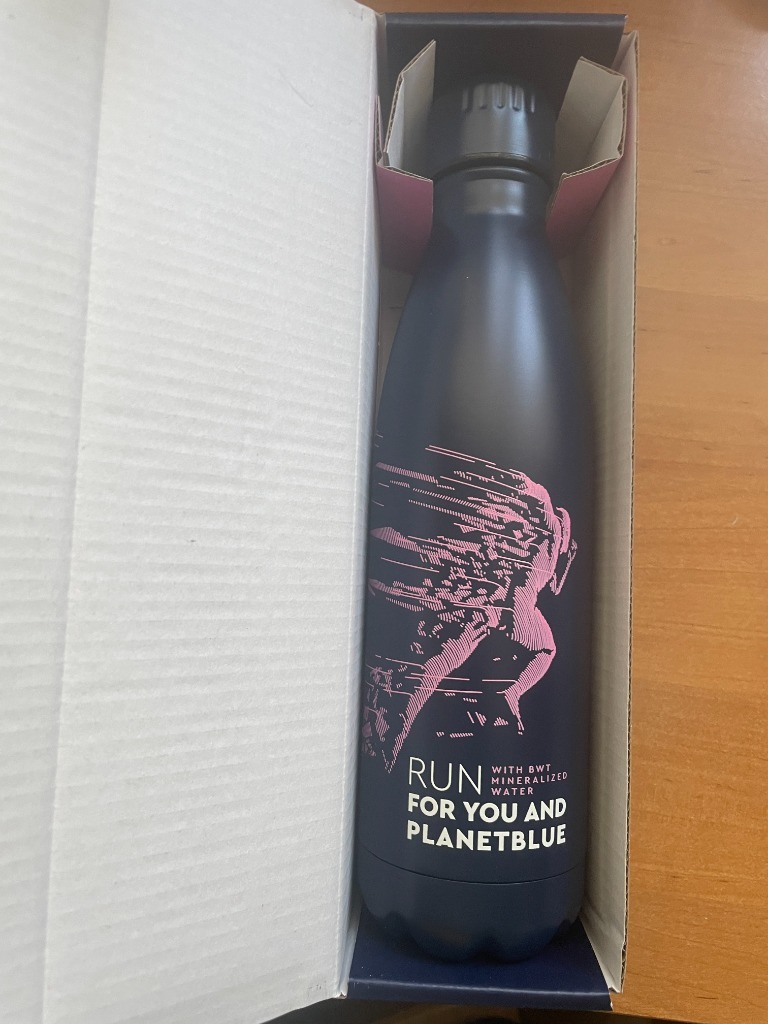 RUN WITH BWT
MINERALIZED
WATER
FOR YOU AND
PLANETBLUE